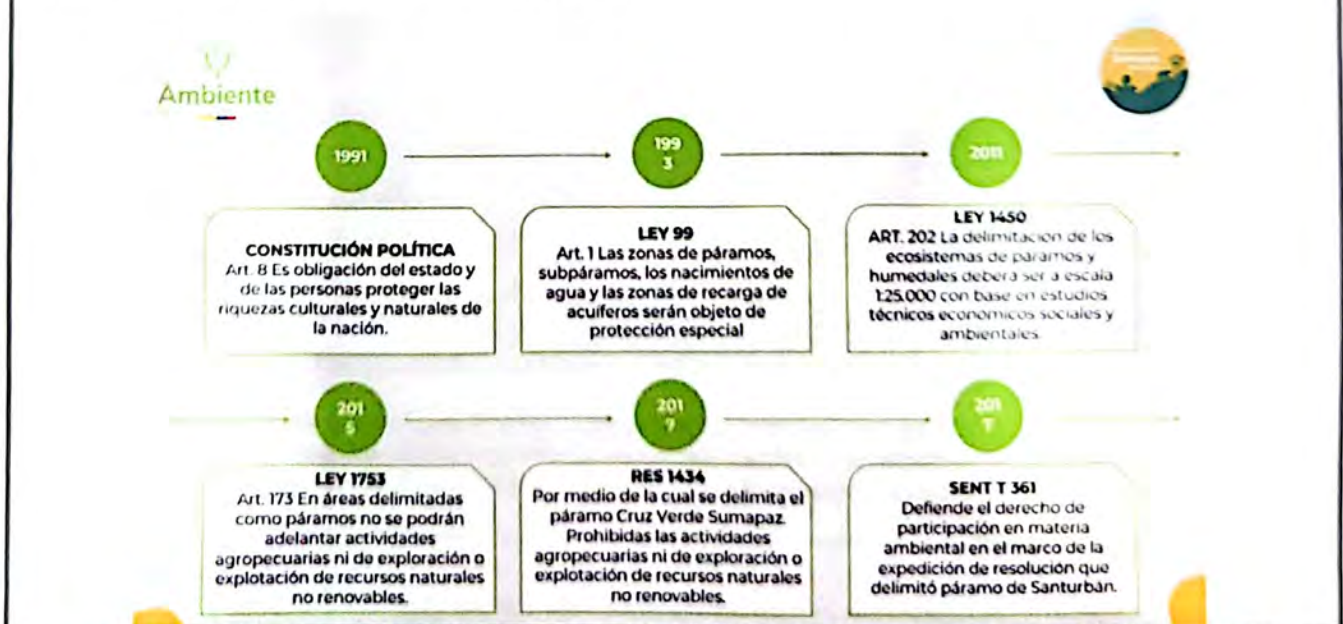 Ambiente
1991
199
3
2011
CONSTITUCIÓN POLÍTICA
Art. 8 Es obligación del estado y
de las personas proteger las
riquezas culturales y naturales de
la nación.
LEY 99
Art. 1 Las zonas de páramos,
subpáramos, los nacimientos de
agua y las zonas de recarga de
acuíferos serán objeto de
protección especial
LEY 1450
ART. 202 La delimitación de los
ecosistemas de páramos y
humedales deberá ser a escala
1:25.000 con base en estudios
técnicos económicos sociales y
ambientales.
201
5
201
7
201
7
LEY 1753
Art. 173 En áreas delimitadas
como páramos no se podrán
adelantar actividades
agropecuarias ni de exploración o
explotación de recursos naturales
no renovables.
RES 1434
Por medio de la cual se delimita el
páramo Cruz Verde Sumapaz.
Prohibidas las actividades
agropecuarias ni de exploración o
explotación de recursos naturales
no renovables.
SENT T 361
Defiende el derecho de
participación en materia
ambiental en el marco de la
expedición de resolución que
delimitó páramo de Santurbán.